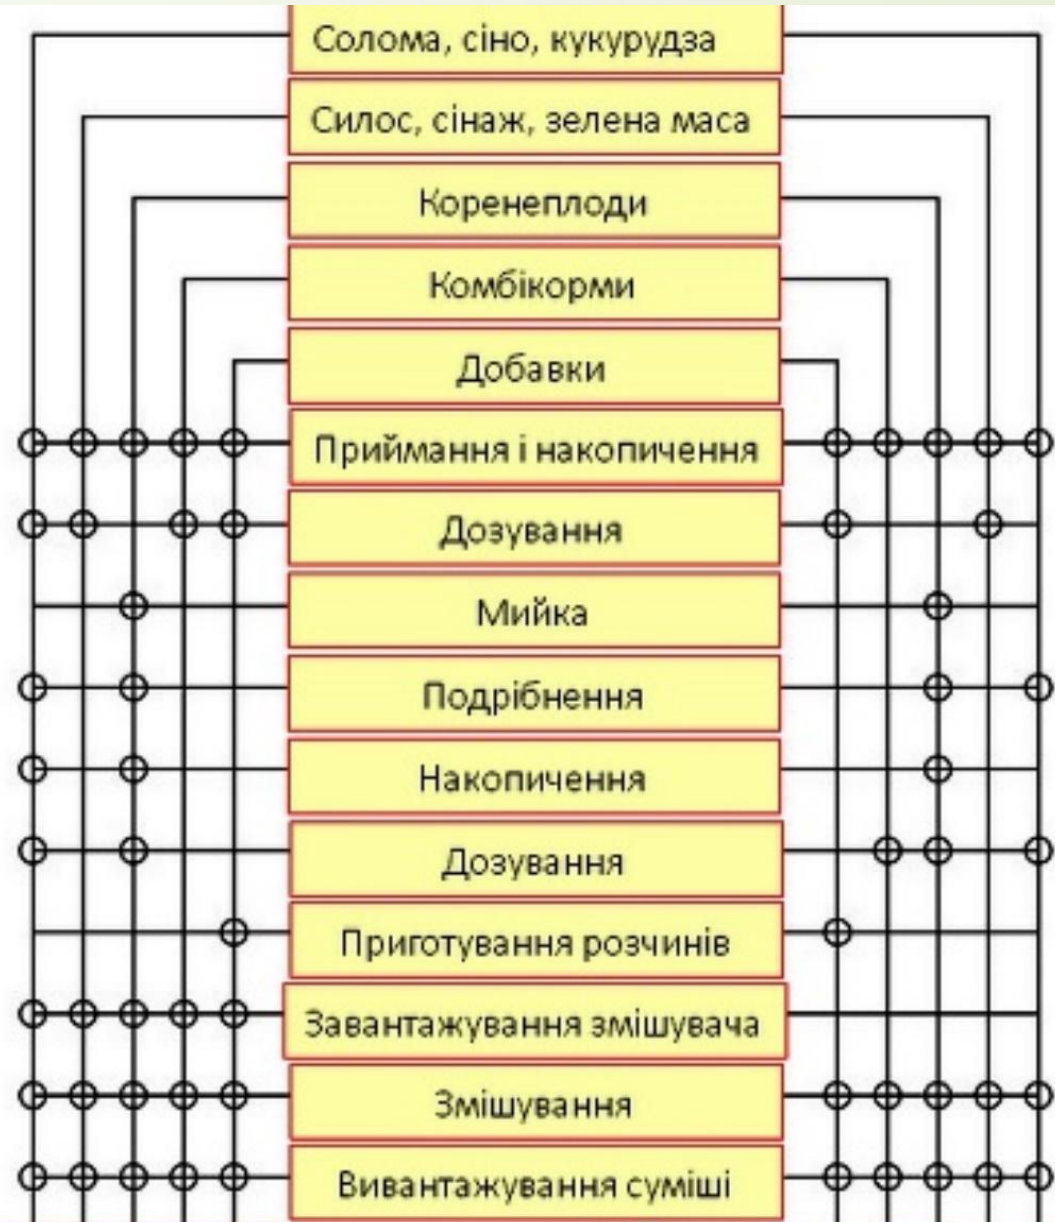 Солома, сіно, кукурудза
Силос, сінаж, зелена маса
Коренеплоди
Комбікорми
Добавки
Приймання і накопичення
Дозування
Мийка
Подрібнення
Накопичення
Дозування
Приготування розчинів
Завантажування змішувача
Змішування
Вивантажування суміші